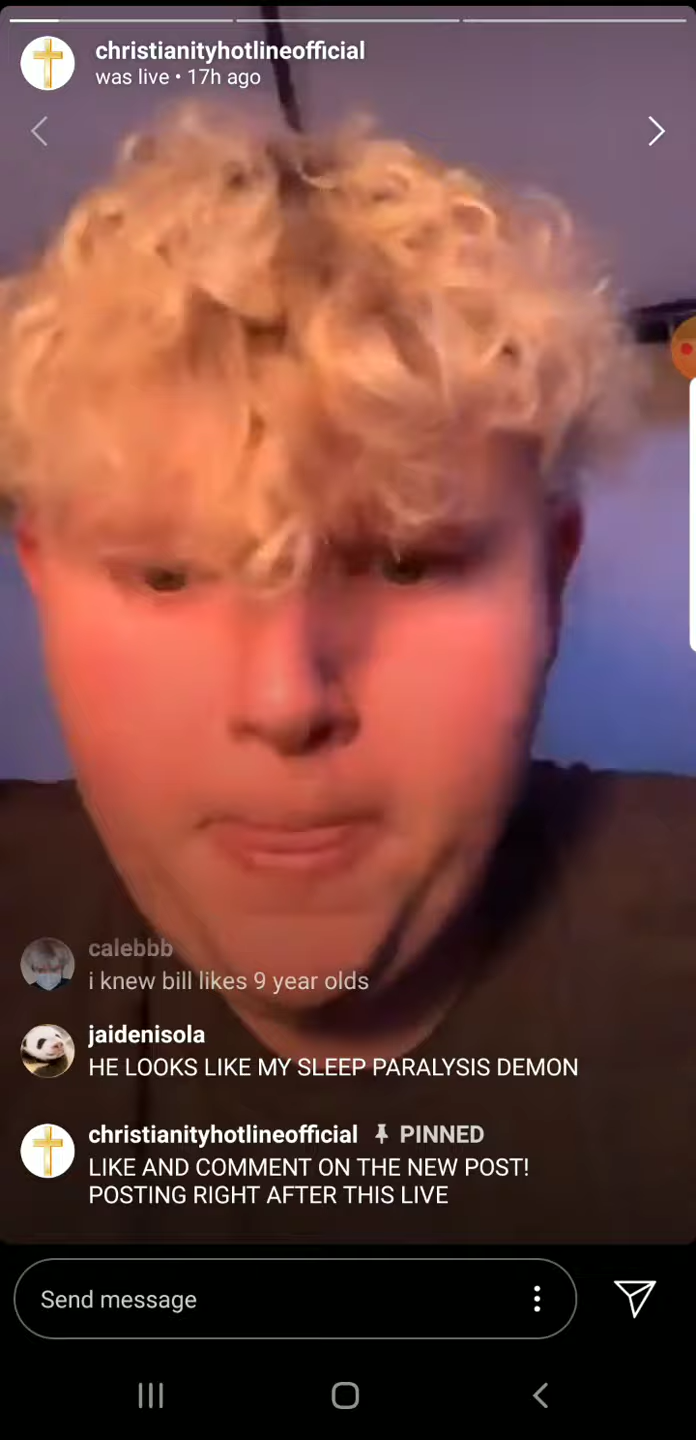 christianityhotlineofficial
was live • 17h ago
calebbb
i knew bill likes 9 year olds
jaidenisola
HE LOOKS LIKE MY SLEEP PARALYSIS DEMON
christianityhotlineofficial PINNED
LIKE AND COMMENT ON THE NEW POST!
POSTING RIGHT AFTER THIS LIVE
Send message